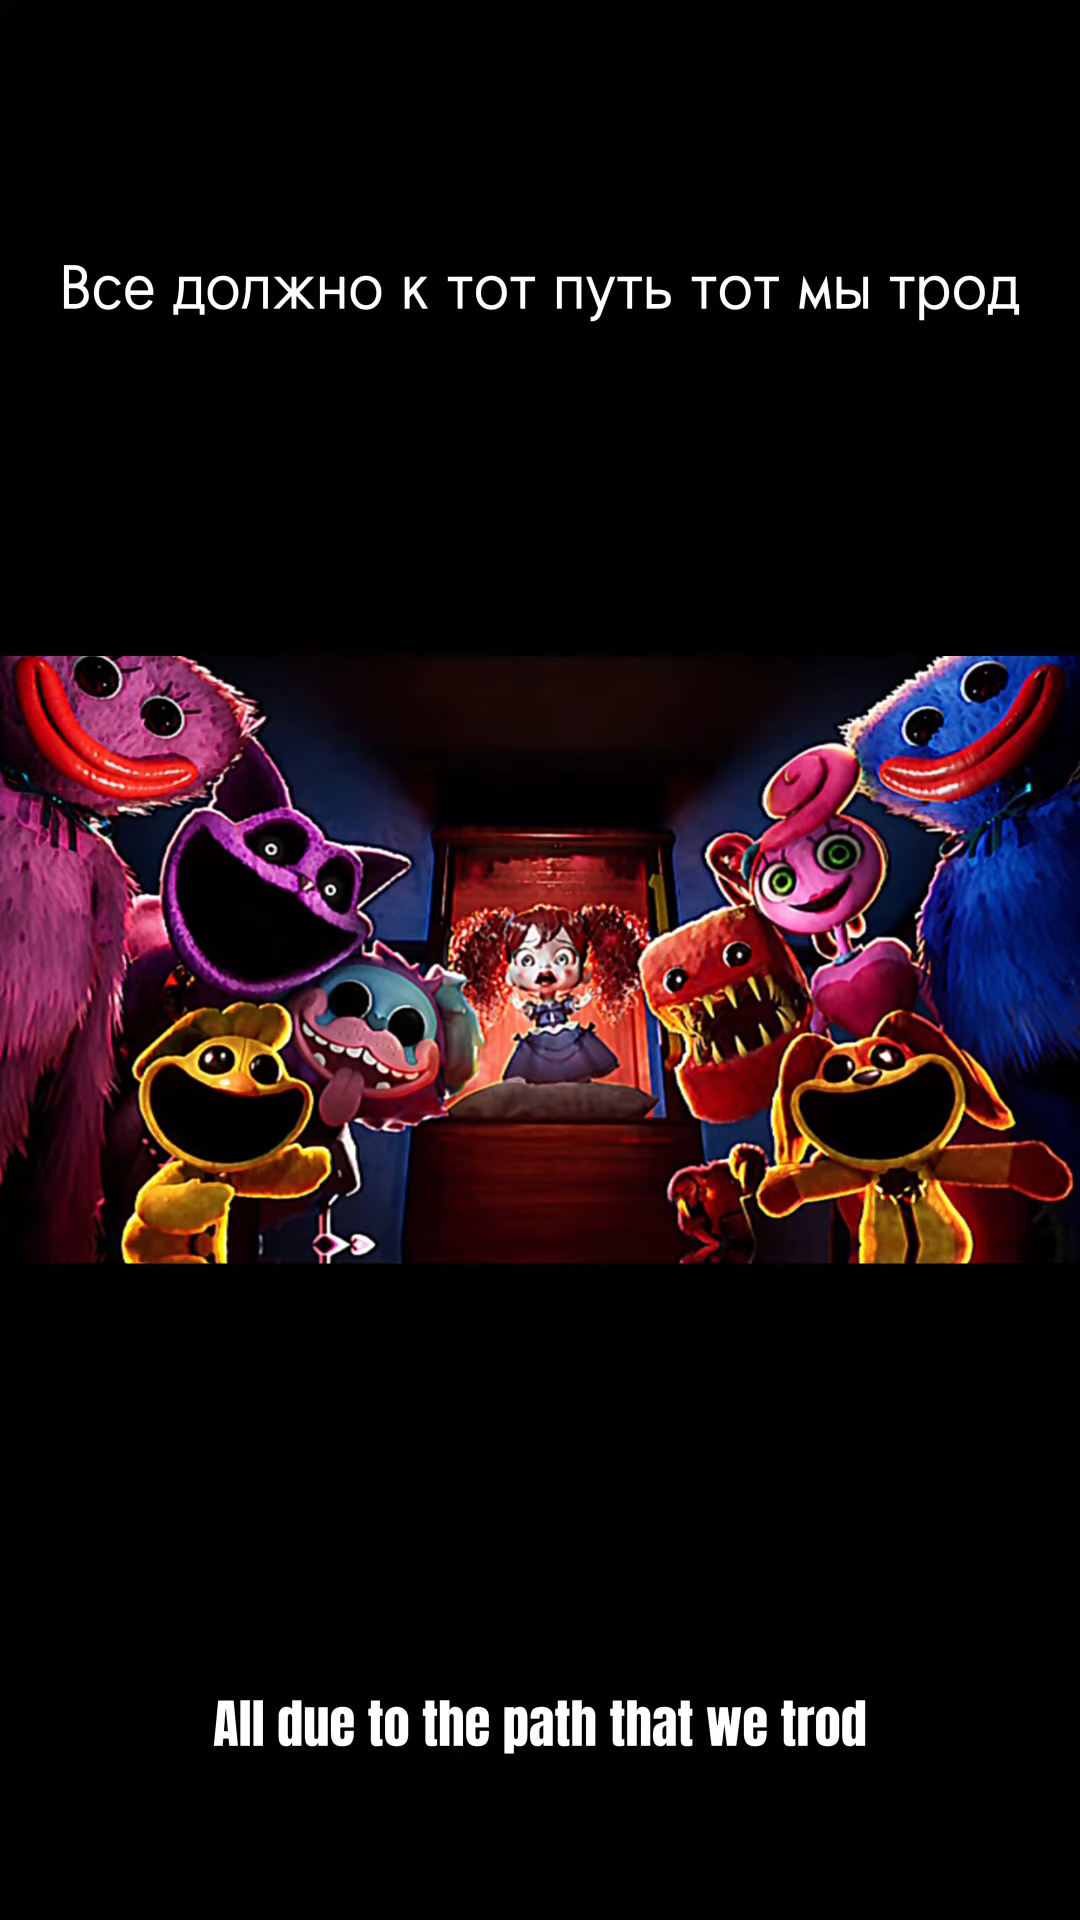 Все должно к тот путь тот мы трод
All due to the path that we trod